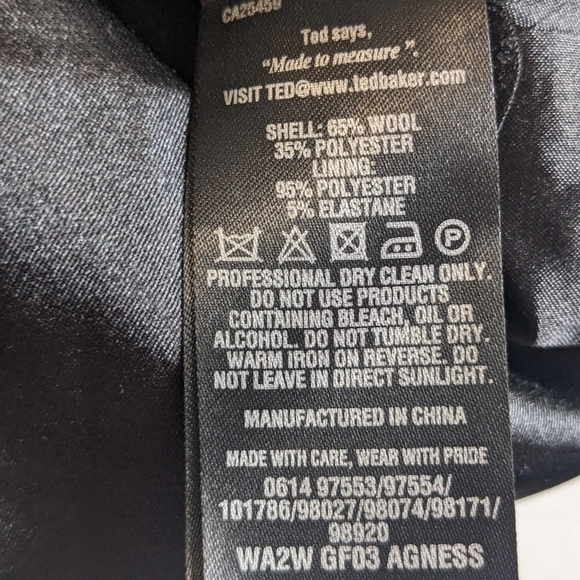 CA25459
Ted says,
"Made to measure".
VISIT TED@www.tedbaker.com
SHELL: 65% WOOL
35% POLYESTER
LINING:
95% POLYESTER
5% ELASTANE
P
PROFESSIONAL DRY CLEAN ONLY.
DO NOT USE PRODUCTS
CONTAINING BLEACH, OIL OR
ALCOHOL. DO NOT TUMBLE DRY.
WARM IRON ON REVERSE. DO
NOT LEAVE IN DIRECT SUNLIGHT.
MANUFACTURED IN CHINA
MADE WITH CARE, WEAR WITH PRIDE
0614 97553/97554/
101786/98027/98074/98171/
98920
WA2W GF03 AGNESS